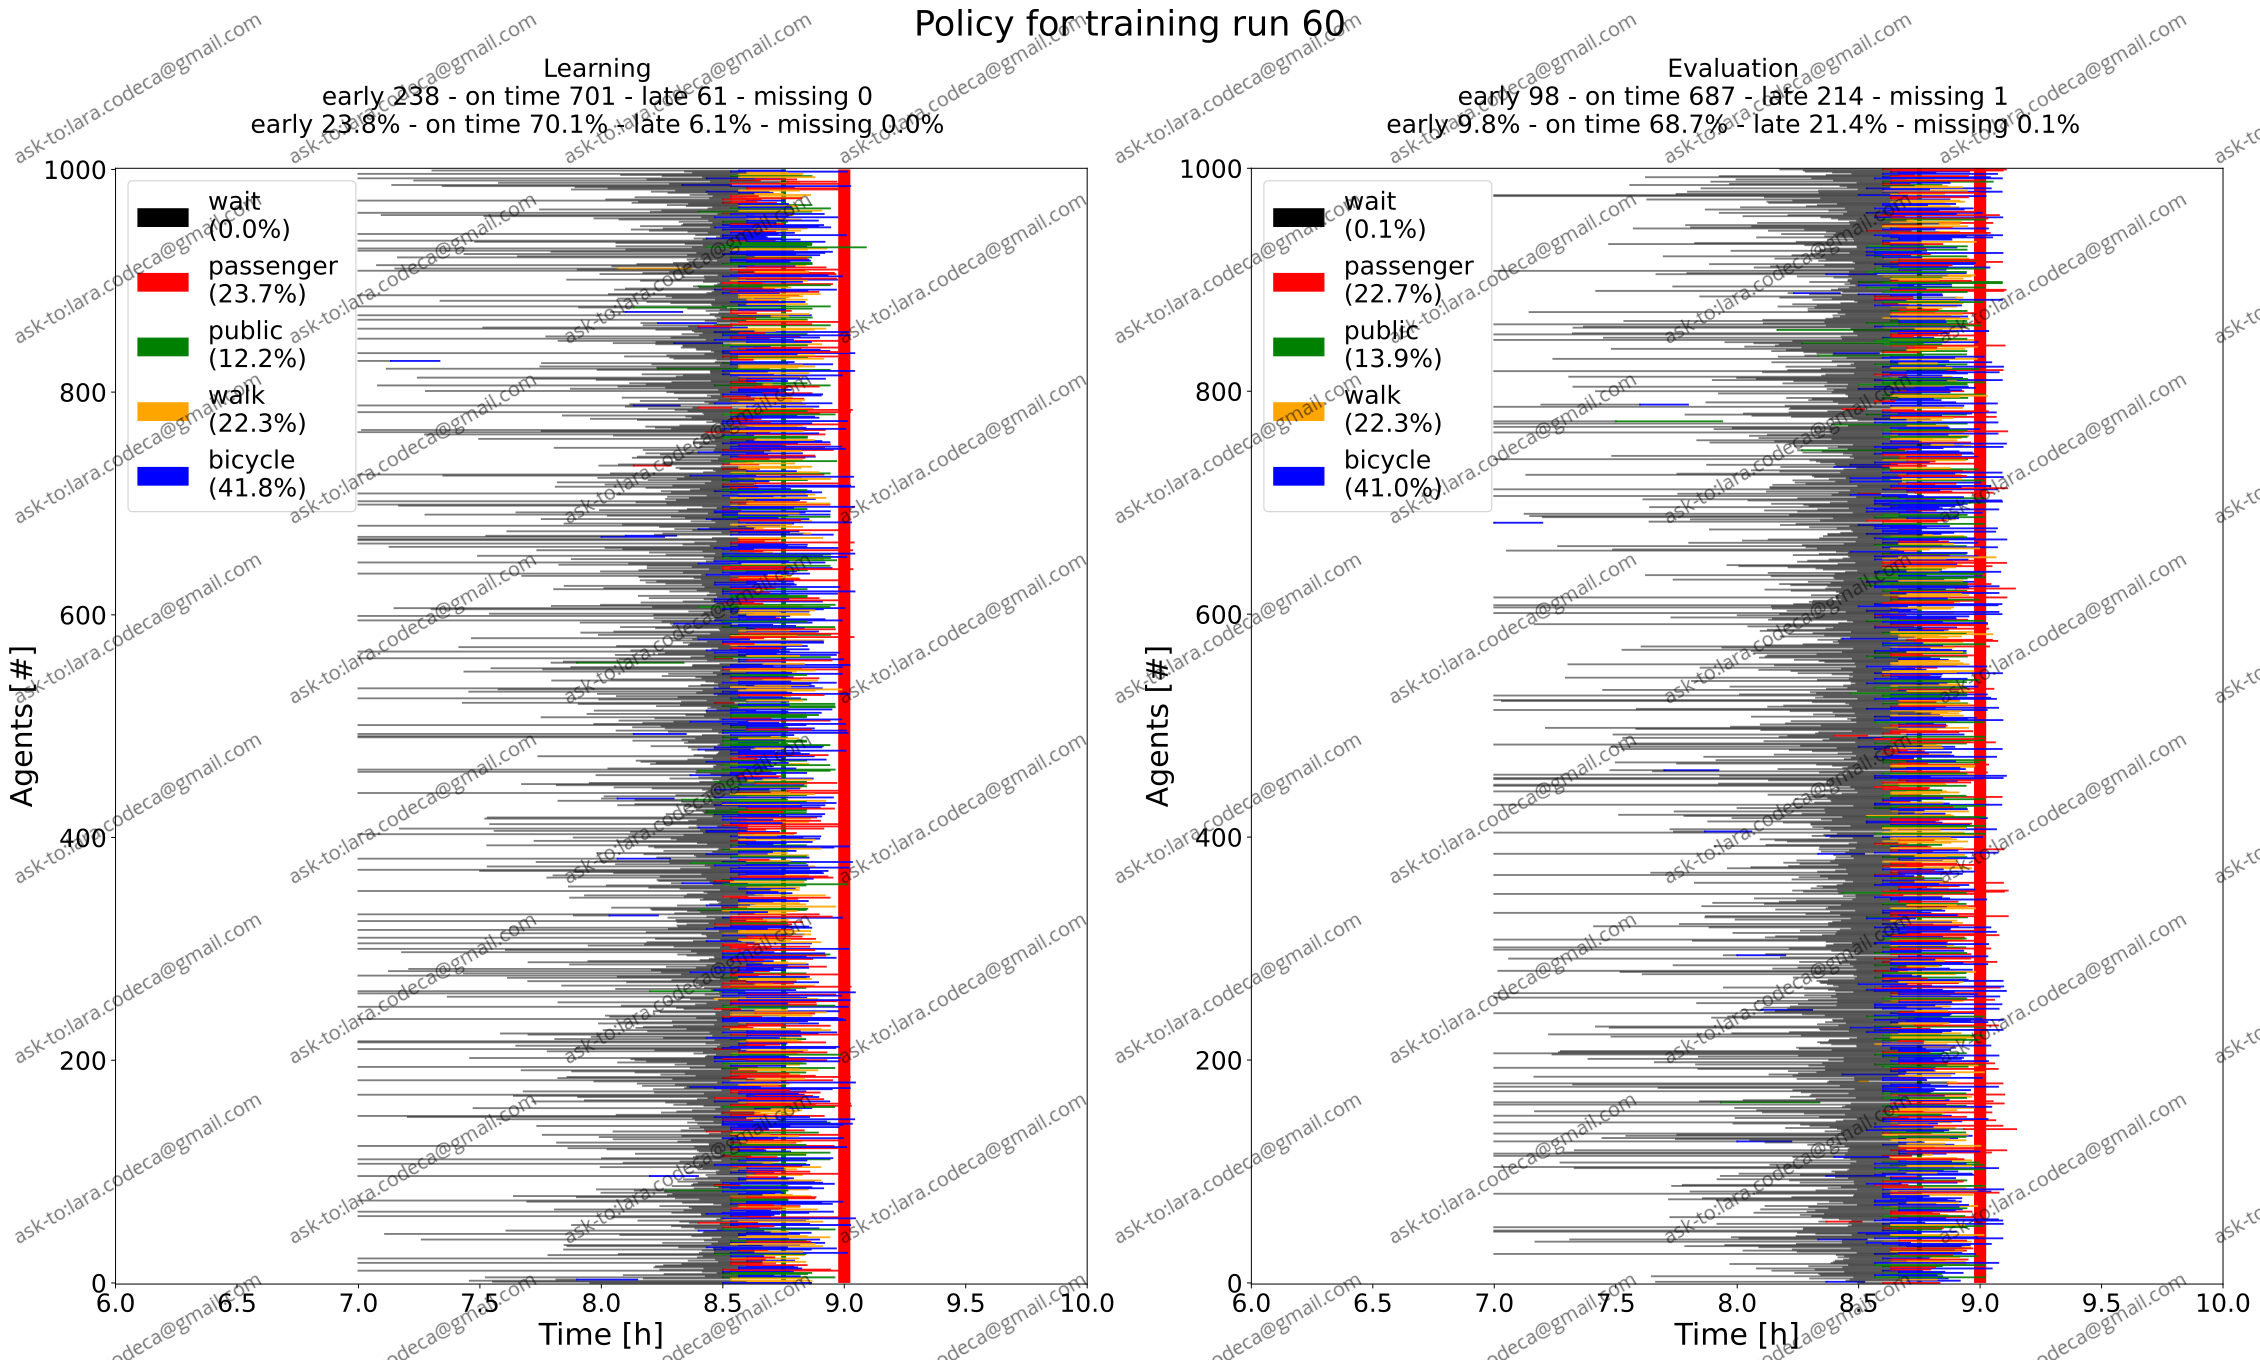 Policy for training run 60
Learning
early 238 - on time 701 - late 61 - missing 0
early 23.8% - on time 70.1% - late 6.1% - missing 0.0%
wait
(0.0%)
passenger
(23.7%)
public
(12.2%)
walk
(22.3%)
bicycle
(41.8%)
Agents [#]
1000
800
600
400
200
0
6.0 6.5 7.0 7.5 8.0 8.5 9.0 9.5 10.0
Time [h]
Evaluation
early 98 - on time 687 - late 214 - missing 1
early 9.8% - on time 68.7% - late 21.4% - missing 0.1%
wait
(0.1%)
passenger
(22.7%)
public
(13.9%)
walk
(22.3%)
bicycle
(41.0%)
Agents [#]
1000
800
600
400
200
0
6.0 6.5 7.0 7.5 8.0 8.5 9.0 9.5 10.0
Time [h]
ask-to:lara.codeca@gmail.com